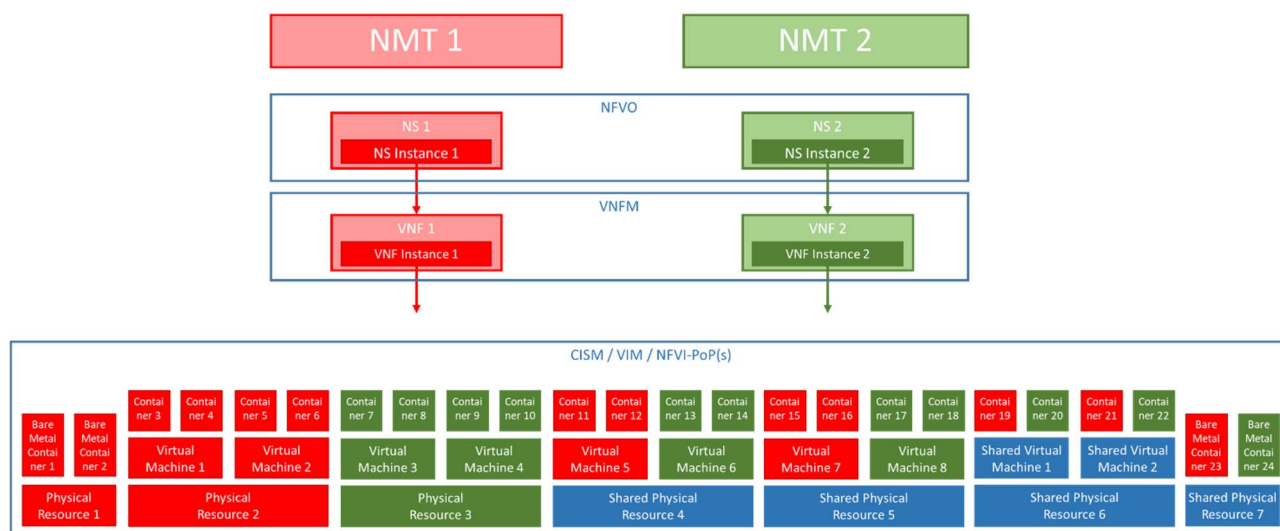 NMT 1
NMT 2
NFVO
NS 1
NS Instance 1
NS 2
NS Instance 2
VNFM
VNF 1
VNF Instance 1
VNF 2
VNF Instance 2
CISM / VIM / NFVI-PoP(s)
Bare
Metal
Contai
ner 1
Bare
Metal
Contai
ner 2
Contai
ner 3
Contai
ner 4
Contai
ner 5
Contai
ner 6
Contai
ner 7
Contai
ner 8
Contai
ner 9
Contai
ner 10
Contai
ner 11
Contai
ner 12
Contai
ner 13
Contai
ner 14
Contai
ner 15
Contai
ner 16
Contai
ner 17
Contai
ner 18
Contai
ner 19
Contai
ner 20
Contai
ner 21
Contai
ner 22
Bare
Metal
Contai
ner 23
Bare
Metal
Contai
ner 24
Virtual
Machine 1
Virtual
Machine 2
Virtual
Machine 3
Virtual
Machine 4
Virtual
Machine 5
Virtual
Machine 6
Virtual
Machine 7
Virtual
Machine 8
Shared Virtual
Machine 1
Shared Virtual
Machine 2
Physical
Resource 1
Physical
Resource 2
Physical
Resource 3
Shared Physical
Resource 4
Shared Physical
Resource 5
Shared Physical
Resource 6
Shared Physical
Resource 7